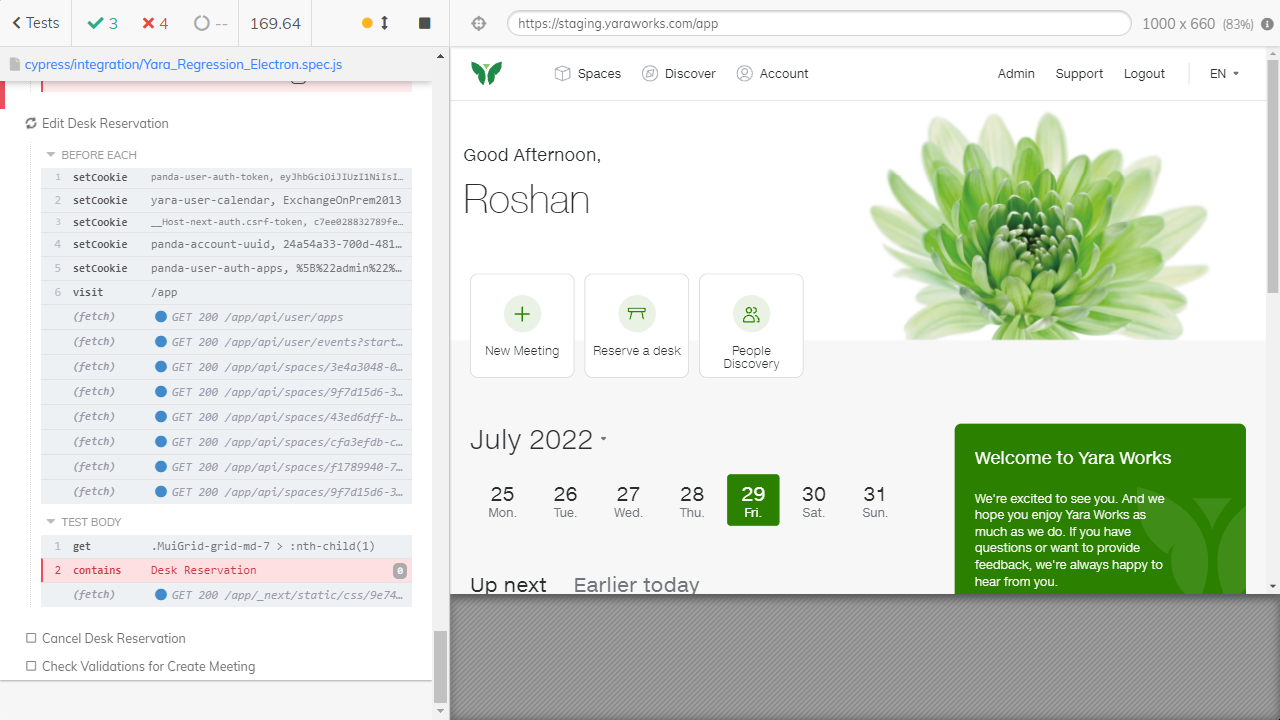 Tests
3
4
--
169.64
https://staging.yaraworks.com/app
1000 x 660 (83%)
cypress/integration/Yara_Regression_Electron.spec.js
Edit Desk Reservation
BEFORE EACH
1 setCookie panda-user-auth-token, eyJhbGciOiJIUzI1NiIsI…
2 setCookie yara-user-calendar, ExchangeOnPrem2013
3 setCookie __Host-next-auth.csrf-token, c7ee028832789fe…
4 setCookie panda-account-uuid, 24a54a33-700d-481…
5 setCookie panda-user-auth-apps, %5B%22admin%22%…
6 visit /app
(fetch) GET 200 /app/api/user/apps
(fetch) GET 200 /app/api/user/events?start…
(fetch) GET 200 /app/api/spaces/3e4a3048-0…
(fetch) GET 200 /app/api/spaces/9f7d15d6-3…
(fetch) GET 200 /app/api/spaces/43ed6dff-b…
(fetch) GET 200 /app/api/spaces/cfa3efdb-c…
(fetch) GET 200 /app/api/spaces/f1789940-7…
(fetch) GET 200 /app/api/spaces/9f7d15d6-3…
TEST BODY
1 get .MuiGrid-grid-md-7 > :nth-child(1)
2 contains Desk Reservation 0
(fetch) GET 200 /app/_next/static/css/9e74…
Cancel Desk Reservation
Check Validations for Create Meeting
Spaces
Discover
Account
Admin
Support
Logout
EN
Good Afternoon,
Roshan
New Meeting
Reserve a desk
People
Discovery
July 2022
25 26 27 28 29 30 31
Mon. Tue. Wed. Thu. Fri. Sat. Sun.
Up next
Earlier today
Welcome to Yara Works
We're excited to see you. And we
hope you enjoy Yara Works as
much as we do. If you have
questions or want to provide
feedback, we're always happy to
hear from you.